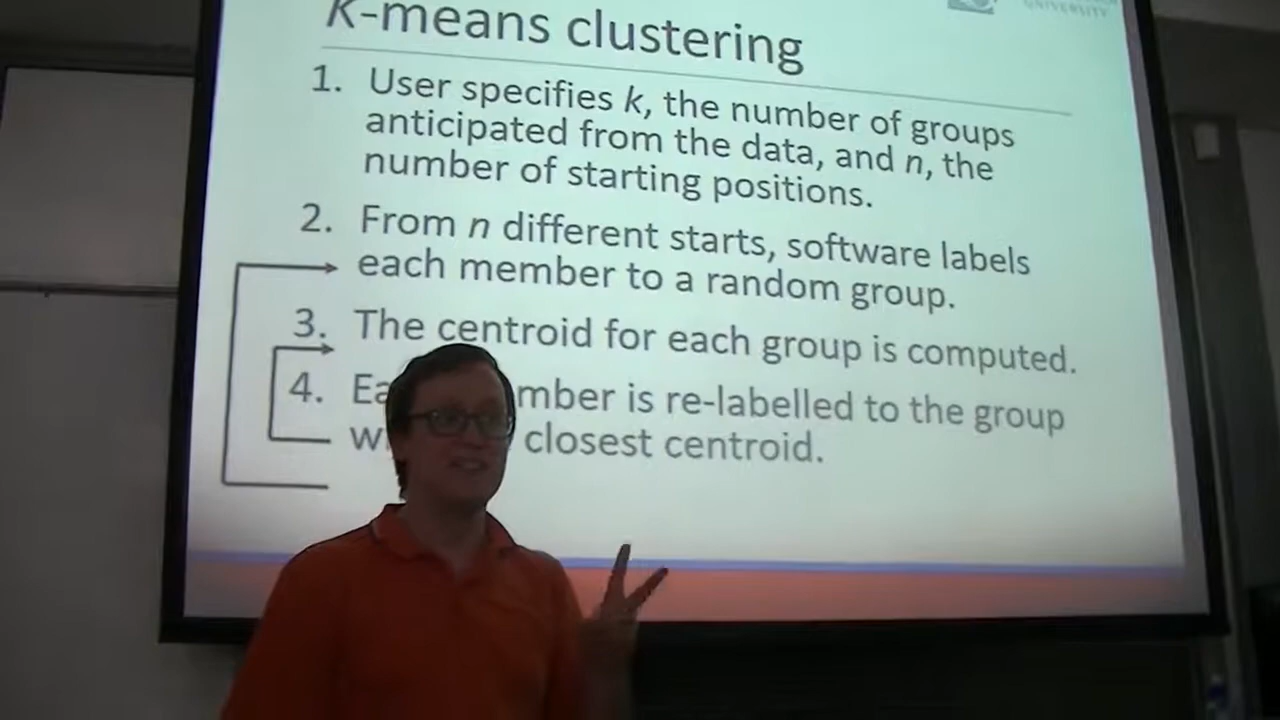 K-means clustering
UNIVERSITY
1. User specifies k, the number of groups
anticipated from the data, and n, the
number of starting positions.
2. From n different starts, software labels
each member to a random group.
3. The centroid for each group is computed.
4. Ea mber is re-labelled to the group
w closest centroid.